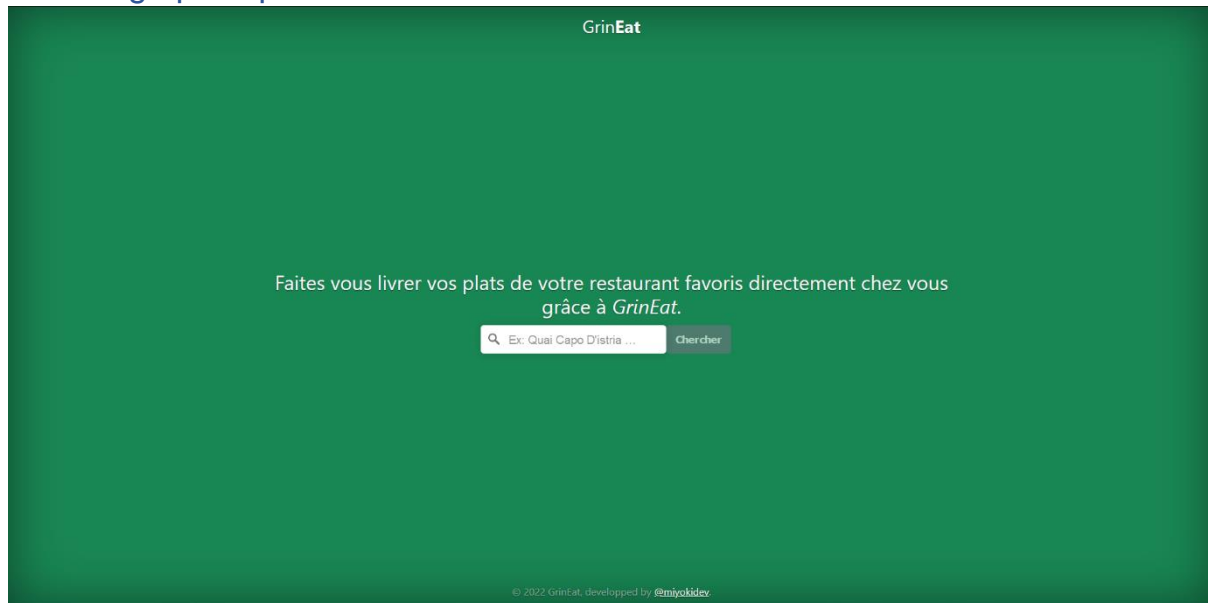 GrinEat
Faites vous livrer vos plats de votre restaurant favoris directement chez vous
grâce à GrinEat.
Ex: Quai Capo D'istria ...
Chercher
© 2022 GrinEat, developped by @miyokidev.